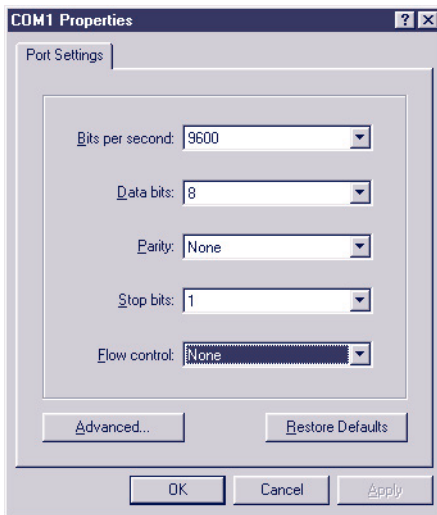 COM1 Properties
Port Settings
Bits per second: 9600
Data bits: 8
Parity: None
Stop bits: 1
Flow control: None
Advanced...
Restore Defaults
OK
Cancel
Apply